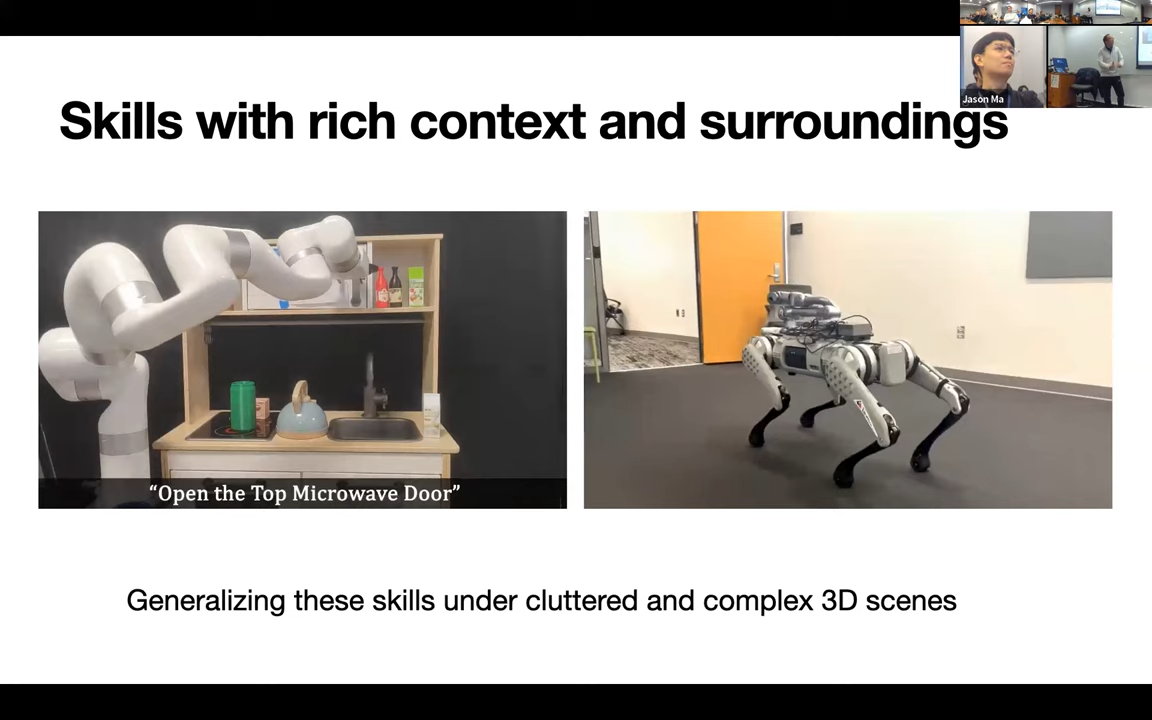 Skills with rich context and surroundings
Jason Ma
“Open the Top Microwave Door”
Generalizing these skills under cluttered and complex 3D scenes